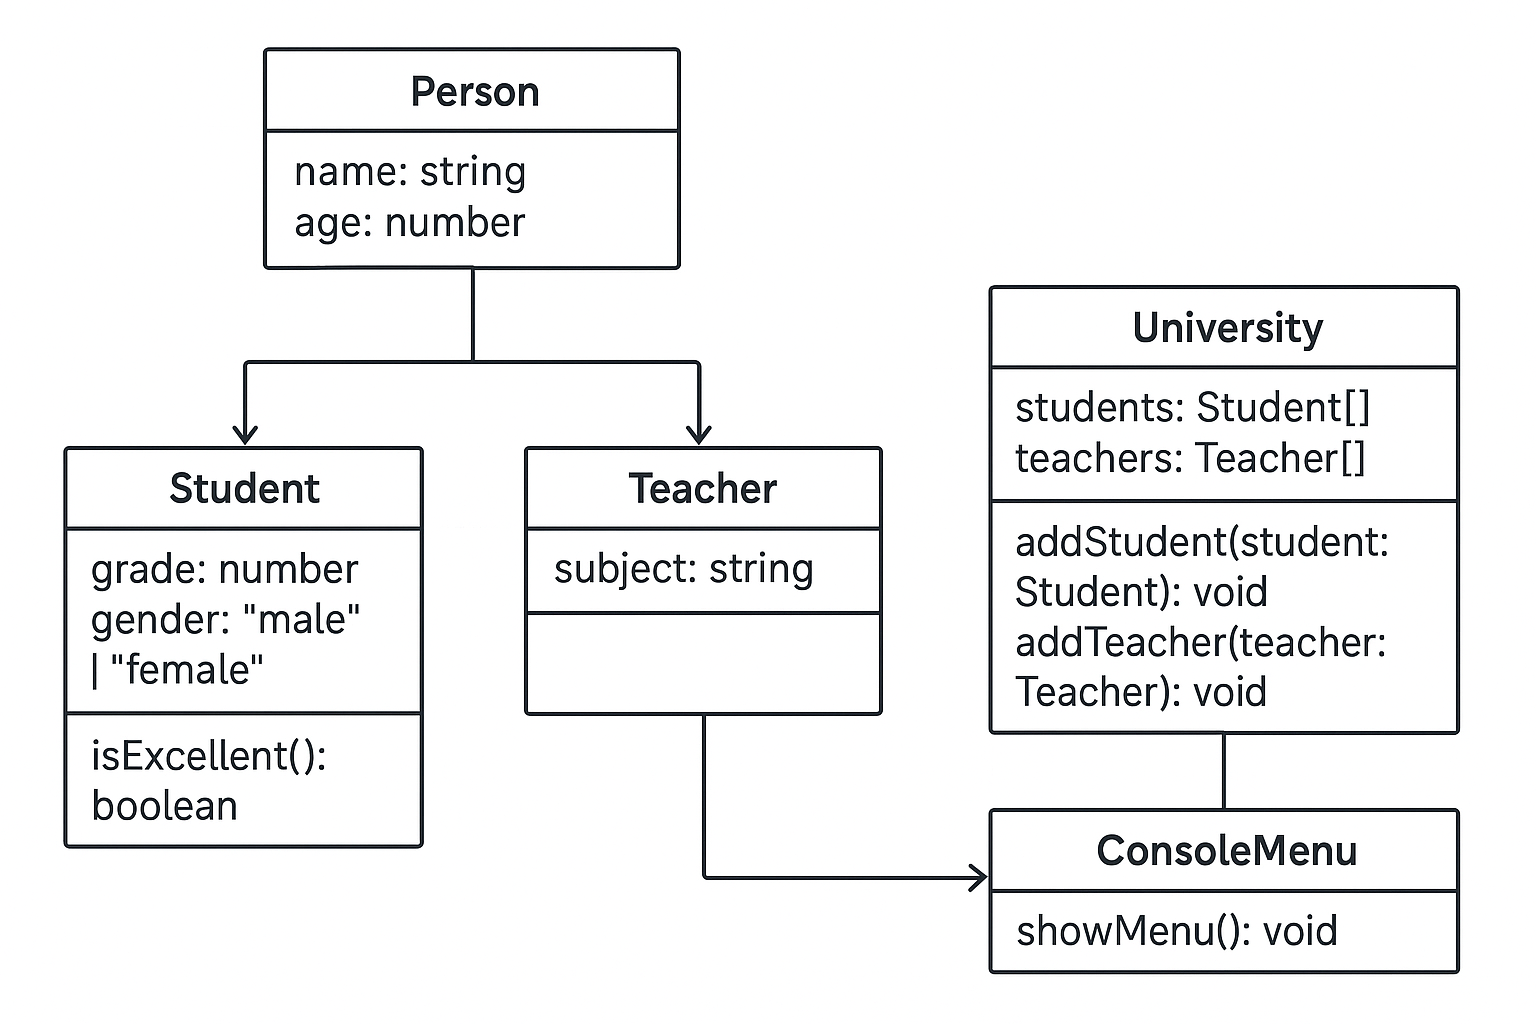 Person
name: string
age: number
Student
grade: number
gender: "male"
| "female"
isExcellent():
boolean
Teacher
subject: string
University
students: Student[]
teachers: Teacher[]
addStudent(student:
Student): void
addTeacher(teacher:
Teacher): void
ConsoleMenu
showMenu(): void